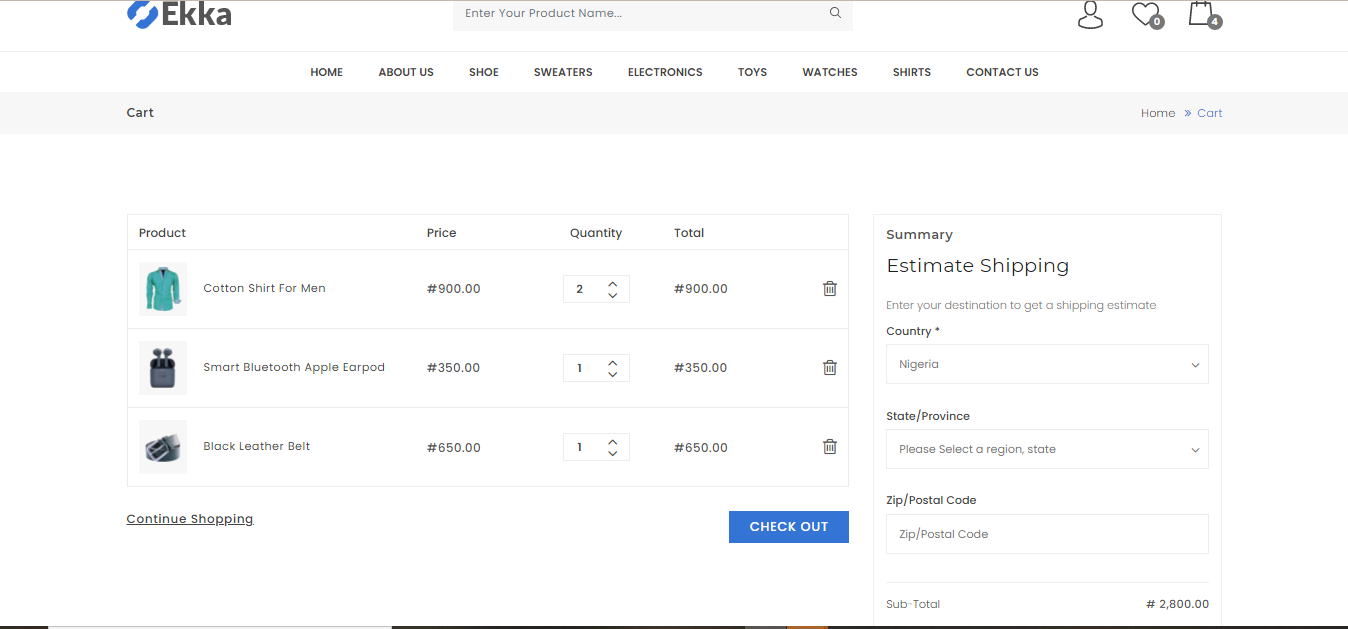 Ekka
Enter Your Product Name...
0
4
HOME ABOUT US SHOE SWEATERS ELECTRONICS TOYS WATCHES SHIRTS CONTACT US
Cart
Home » Cart
Product Price Quantity Total
Cotton Shirt For Men #900.00 2 #900.00
Smart Bluetooth Apple Earpod #350.00 1 #350.00
Black Leather Belt #650.00 1 #650.00
Continue Shopping
CHECK OUT
Summary
Estimate Shipping
Enter your destination to get a shipping estimate
Country *
Nigeria
State/Province
Please Select a region, state
Zip/Postal Code
Zip/Postal Code
Sub-Total # 2,800.00